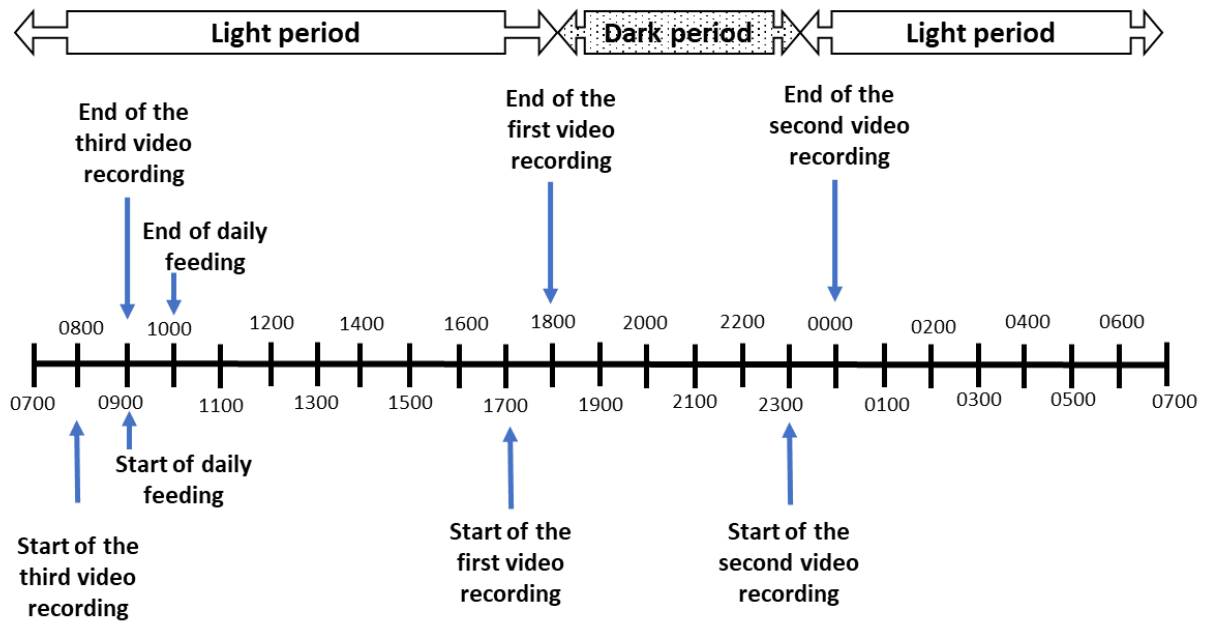 Light period
Dark period
Light period
End of the
third video
recording
End of the
first video
recording
End of the
second video
recording
End of daily
feeding
0800
1000
1200
1300
1400
1600
1800
2000
2200
0000
0200
0400
0600
0700
0900
1100
1300
1500
1700
1900
2100
2300
0100
0300
0500
0700
Start of daily
feeding
Start of the
third video
recording
Start of the
first video
recording
Start of the
second video
recording